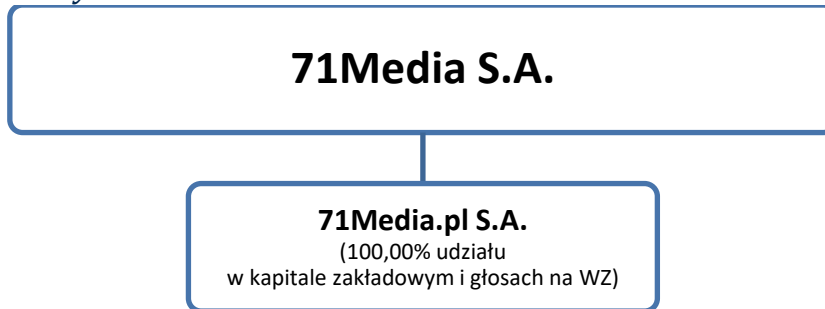 71Media S.A.
71Media.pl S.A.
(100,00% udziału
w kapitale zakładowym i głosach na WZ)